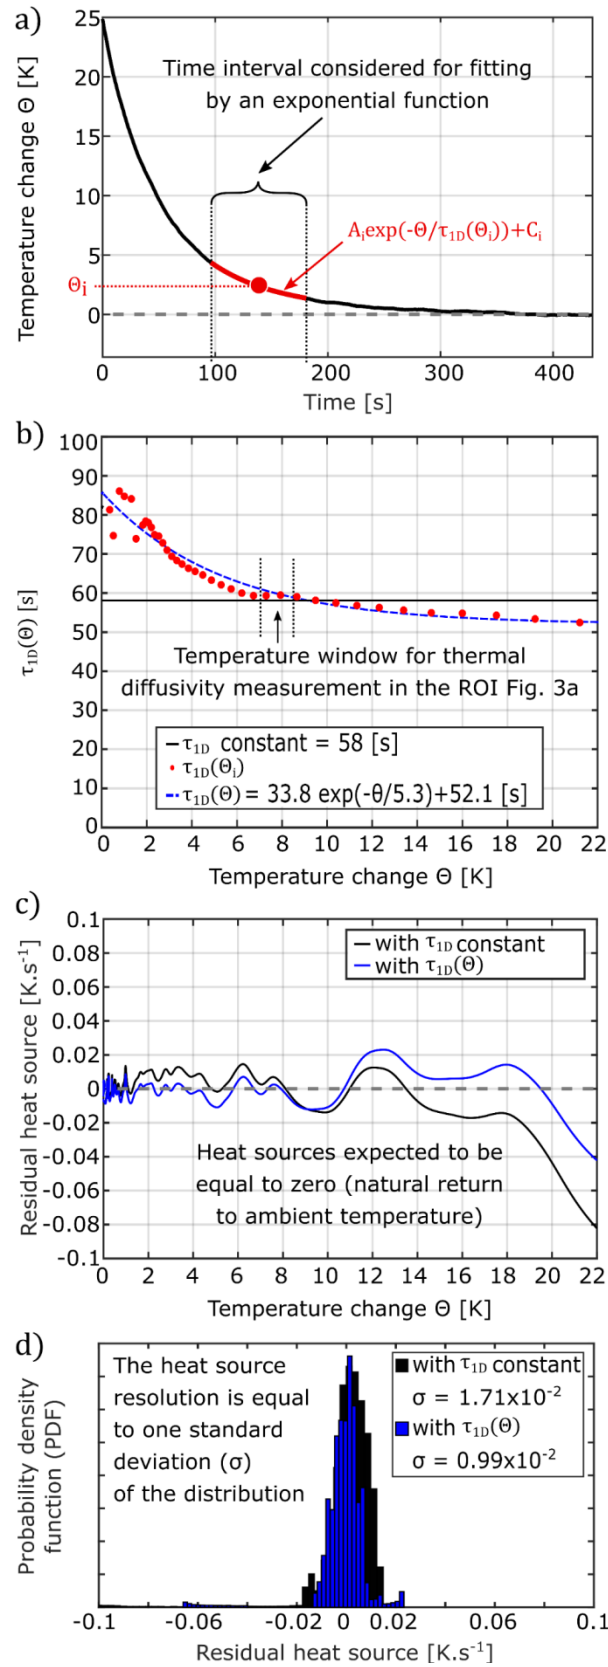 a)
Temperature change Θ [K]
25
20
15
10
5
0
Time interval considered for fitting
by an exponential function
Aᵢexp(-Θ/τ₁D(Θᵢ))+Cᵢ
Θᵢ
0 100 200 300 400
Time [s]
b)
τ₁D(Θ) [s]
100
90
80
70
60
50
40
30
20
10
0
Temperature window for thermal
diffusivity measurement in the ROI Fig. 3a
τ₁D constant = 58 [s]
τ₁D(Θᵢ)
τ₁D(Θ) = 33.8 exp(-θ/5.3)+52.1 [s]
0 2 4 6 8 10 12 14 16 18 20 22
Temperature change Θ [K]
c)
Residual heat source [K.s⁻¹]
0.1
0.08
0.06
0.04
0.02
0
-0.02
-0.04
-0.06
-0.08
-0.1
with τ₁D constant
with τ₁D(Θ)
Heat sources expected to be
equal to zero (natural return
to ambient temperature)
0 2 4 6 8 10 12 14 16 18 20 22
Temperature change Θ [K]
d)
Probability density
function (PDF)
The heat source
resolution is equal
to one standard
deviation (σ)
of the distribution
with τ₁D constant
σ = 1.71x10⁻²
with τ₁D(Θ)
σ = 0.99x10⁻²
-0.1 -0.06 -0.02 0 0.02 0.06 0.1
Residual heat source [K.s⁻¹]